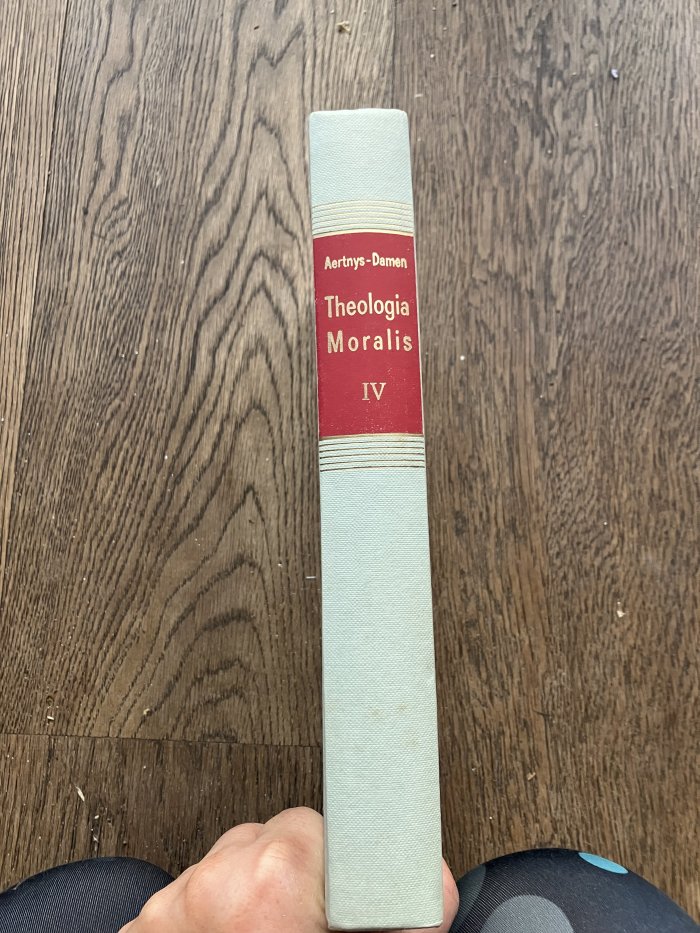 Aertnys-Damen
Theologia
Moralis
IV